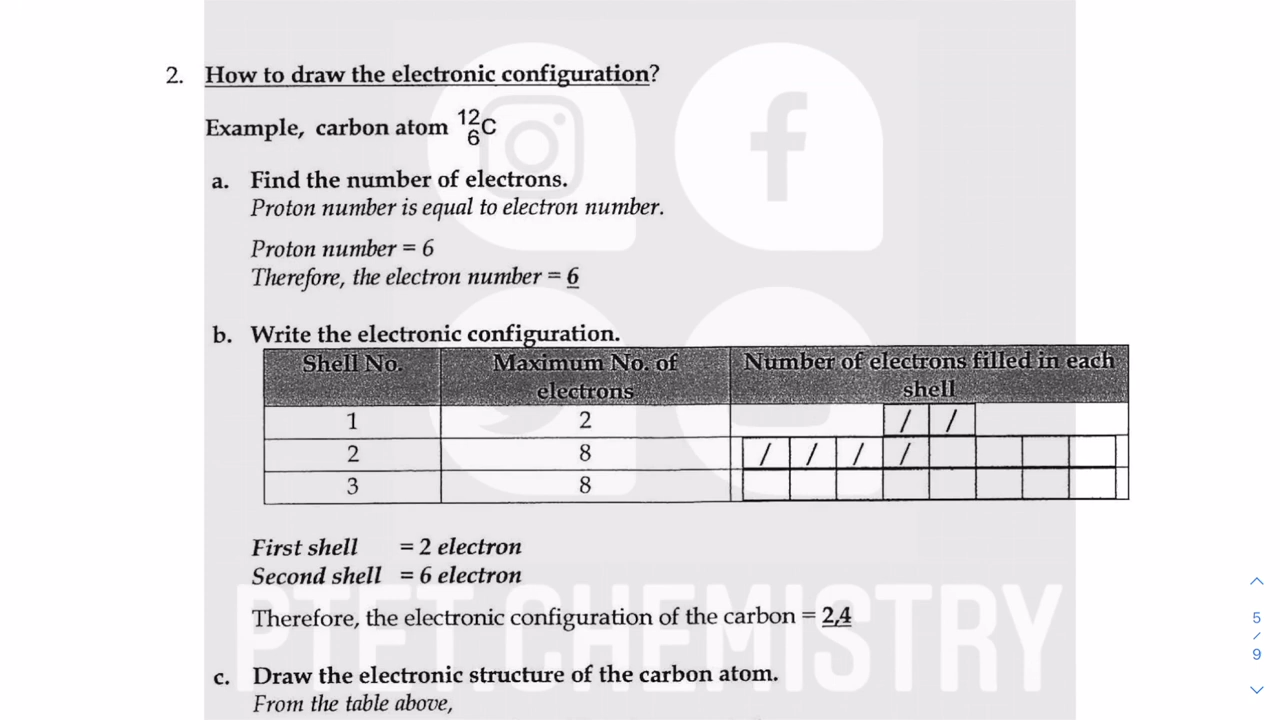 2. How to draw the electronic configuration?
Example, carbon atom ¹²₆C
a. Find the number of electrons.
Proton number is equal to electron number.
Proton number = 6
Therefore, the electron number = 6
b. Write the electronic configuration.
Shell No. Maximum No. of electrons Number of electrons filled in each shell
1 2 / /
2 8 / / / /
3 8
First shell = 2 electron
Second shell = 6 electron
Therefore, the electronic configuration of the carbon = 2,4
c. Draw the electronic structure of the carbon atom.
From the table above,
PTET CHEMISTRY
5
/
9